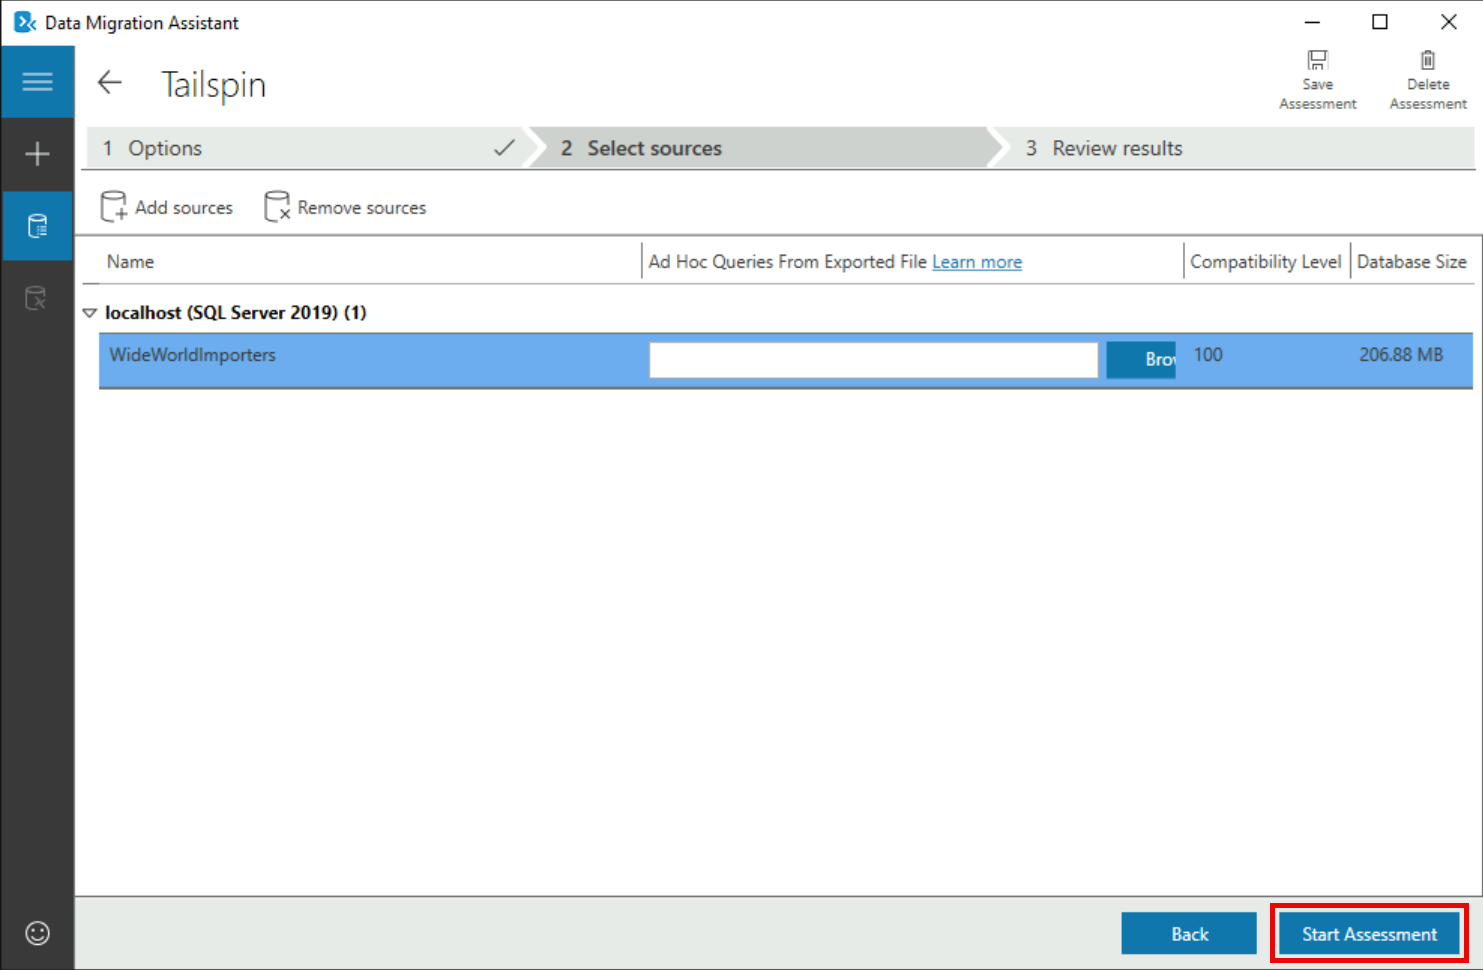 Data Migration Assistant
Tailspin
Save
Assessment
Delete
Assessment
1 Options
2 Select sources
3 Review results
Add sources
Remove sources
Name
Ad Hoc Queries From Exported File Learn more
Compatibility Level
Database Size
localhost (SQL Server 2019) (1)
WideWorldImporters
Brow
100
206.88 MB
Back
Start Assessment